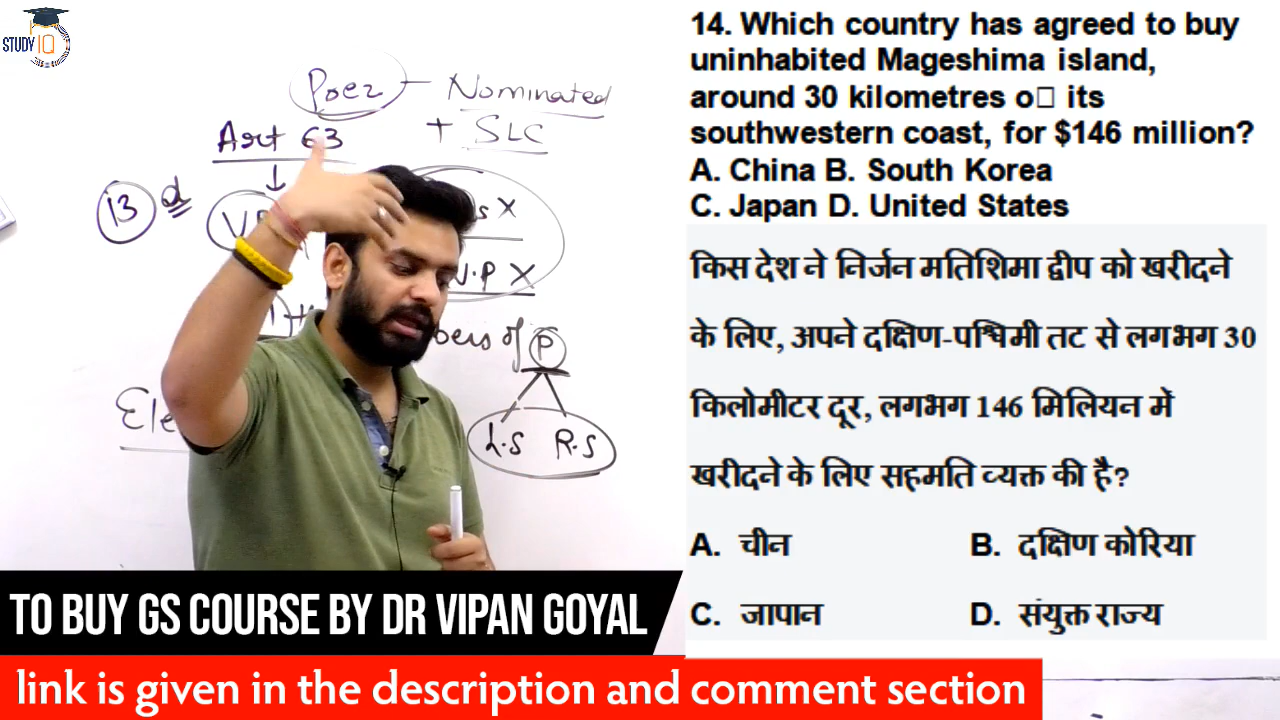 STUDY IQ
Pres - Nominated
Art 63 + SLC
13 d
X
V.P X
of P
L.S R.S
14. Which country has agreed to buy
uninhabited Mageshima island,
around 30 kilometres o□ its
southwestern coast, for $146 million?
A. China B. South Korea
C. Japan D. United States
किस देश ने निर्जन मतिशिमा द्वीप को खरीदने
के लिए, अपने दक्षिण-पश्चिमी तट से लगभग 30
किलोमीटर दूर, लगभग 146 मिलियन में
खरीदने के लिए सहमति व्यक्त की है?
A. चीन B. दक्षिण कोरिया
C. जापान D. संयुक्त राज्य
TO BUY GS COURSE BY DR VIPAN GOYAL
link is given in the description and comment section